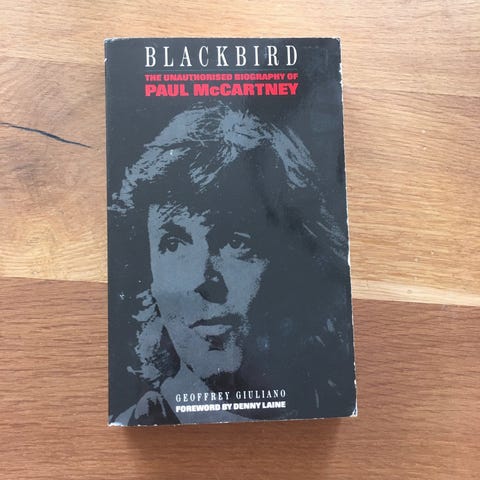 BLACKBIRD
THE UNAUTHORISED BIOGRAPHY OF
PAUL McCARTNEY
GEOFFREY GIULIANO
FOREWORD BY DENNY LAINE